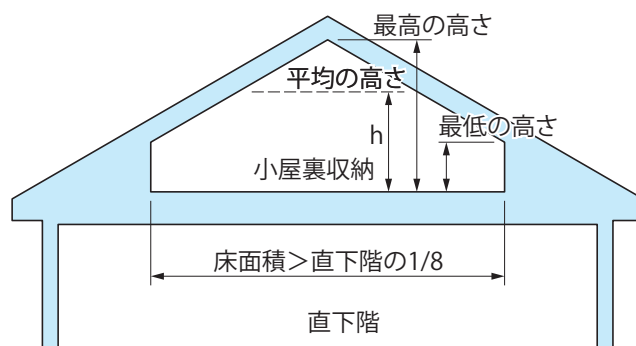 最高の高さ
平均の高さ
最低の高さ
h
小屋裏収納
床面積＞直下階の1/8
直下階